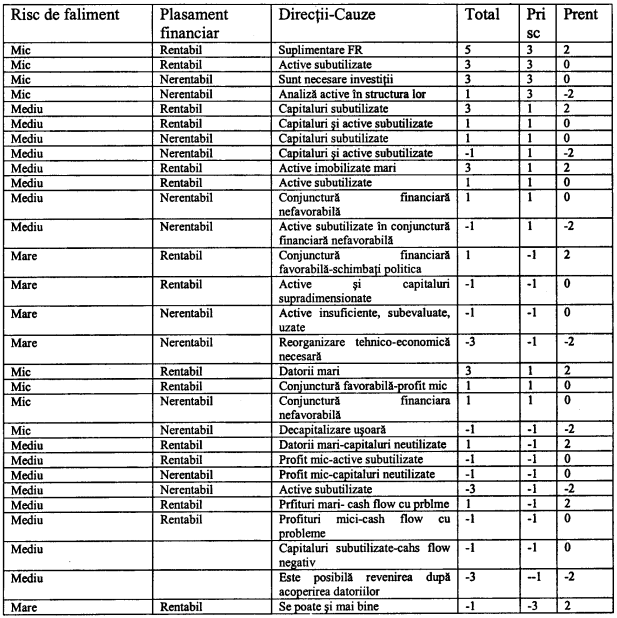 Risc de faliment Plasament financiar Direcții-Cauze Total Pri sc Prent
Mic Rentabil Suplimentare FR 5 3 2
Mic Rentabil Active subutilizate 3 3 0
Mic Nerentabil Sunt necesare investiții 3 3 0
Mic Nerentabil Analiză active în structura lor 1 3 -2
Mediu Rentabil Capitaluri subutilizate 3 1 2
Mediu Rentabil Capitaluri și active subutilizate 1 1 0
Mediu Nerentabil Capitaluri subutilizate 1 1 0
Mediu Nerentabil Capitaluri și active subutilizate -1 1 -2
Mediu Rentabil Active imobilizate mari 3 1 2
Mediu Rentabil Active subutilizate 1 1 0
Mediu Nerentabil Conjunctură financiară nefavorabilă 1 1 0
Mediu Nerentabil Active subutilizate în conjunctură financiară nefavorabilă -1 1 -2
Mare Rentabil Conjunctură financiară favorabilă-schimbați politica 1 -1 2
Mare Rentabil Active și capitaluri supradimensionate -1 -1 0
Mare Nerentabil Active insuficiente, subevaluate, uzate -1 -1 0
Mare Nerentabil Reorganizare tehnico-economică necesară -3 -1 -2
Mic Rentabil Datorii mari 3 1 2
Mic Rentabil Conjunctură favorabilă-profit mic 1 1 0
Mic Nerentabil Conjunctură financiara nefavorabilă 1 1 0
Mic Nerentabil Decapitalizare ușoară -1 -1 -2
Mediu Rentabil Datorii mari-capitaluri neutilizate 1 -1 2
Mediu Rentabil Profit mic-active subutilizate -1 -1 0
Mediu Nerentabil Profit mic-capitaluri neutilizate -1 -1 0
Mediu Nerentabil Active subutilizate -3 -1 -2
Mediu Rentabil Prfituri mari- cash flow cu prblme 1 -1 2
Mediu Rentabil Profituri mici-cash flow cu probleme -1 -1 0
Mediu Capitaluri subutilizate-cahs flow negativ -1 -1 0
Mediu Este posibilă revenirea după acoperirea datoriilor -3 --1 -2
Mare Rentabil Se poate și mai bine -1 -3 2